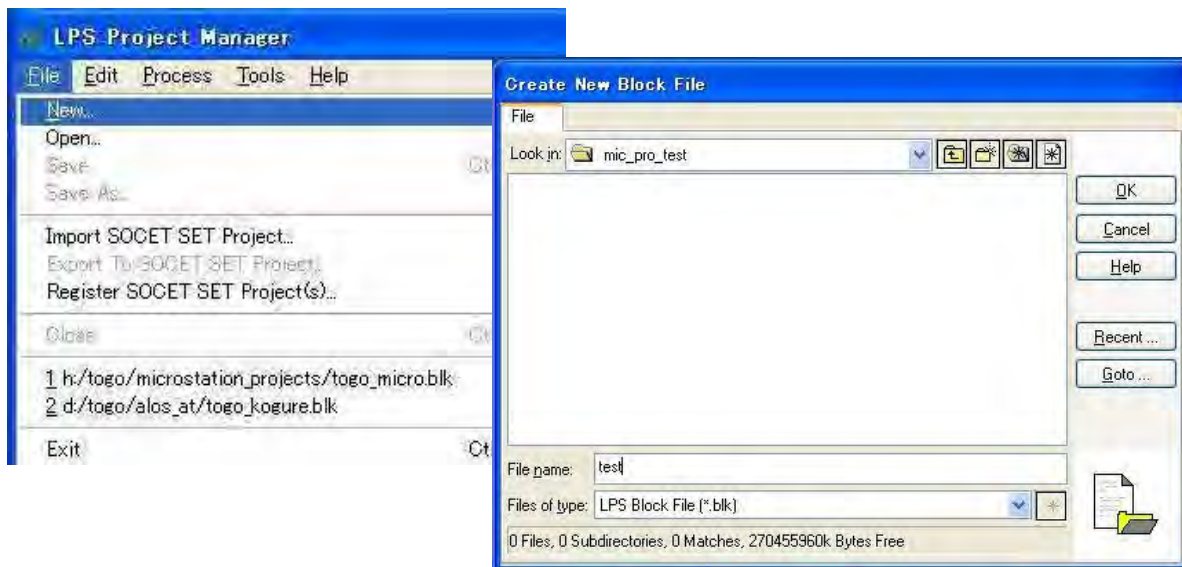 LPS Project Manager
File Edit Process Tools Help
New...
Open...
Save
Save As...
Import SOCET SET Project...
Export To SOCET SET Project...
Register SOCET SET Project(s)...
Close
1 h:/togo/microstation_projects/togo_micro.blk
2 d:/togo/alos_at/togo_kogure.blk
Exit Ct
Create New Block File
File
Look in: mic_pro_test
OK
Cancel
Help
Recent ...
Goto ...
File name: test
Files of type: LPS Block File (*.blk)
0 Files, 0 Subdirectories, 0 Matches, 270455960k Bytes Free